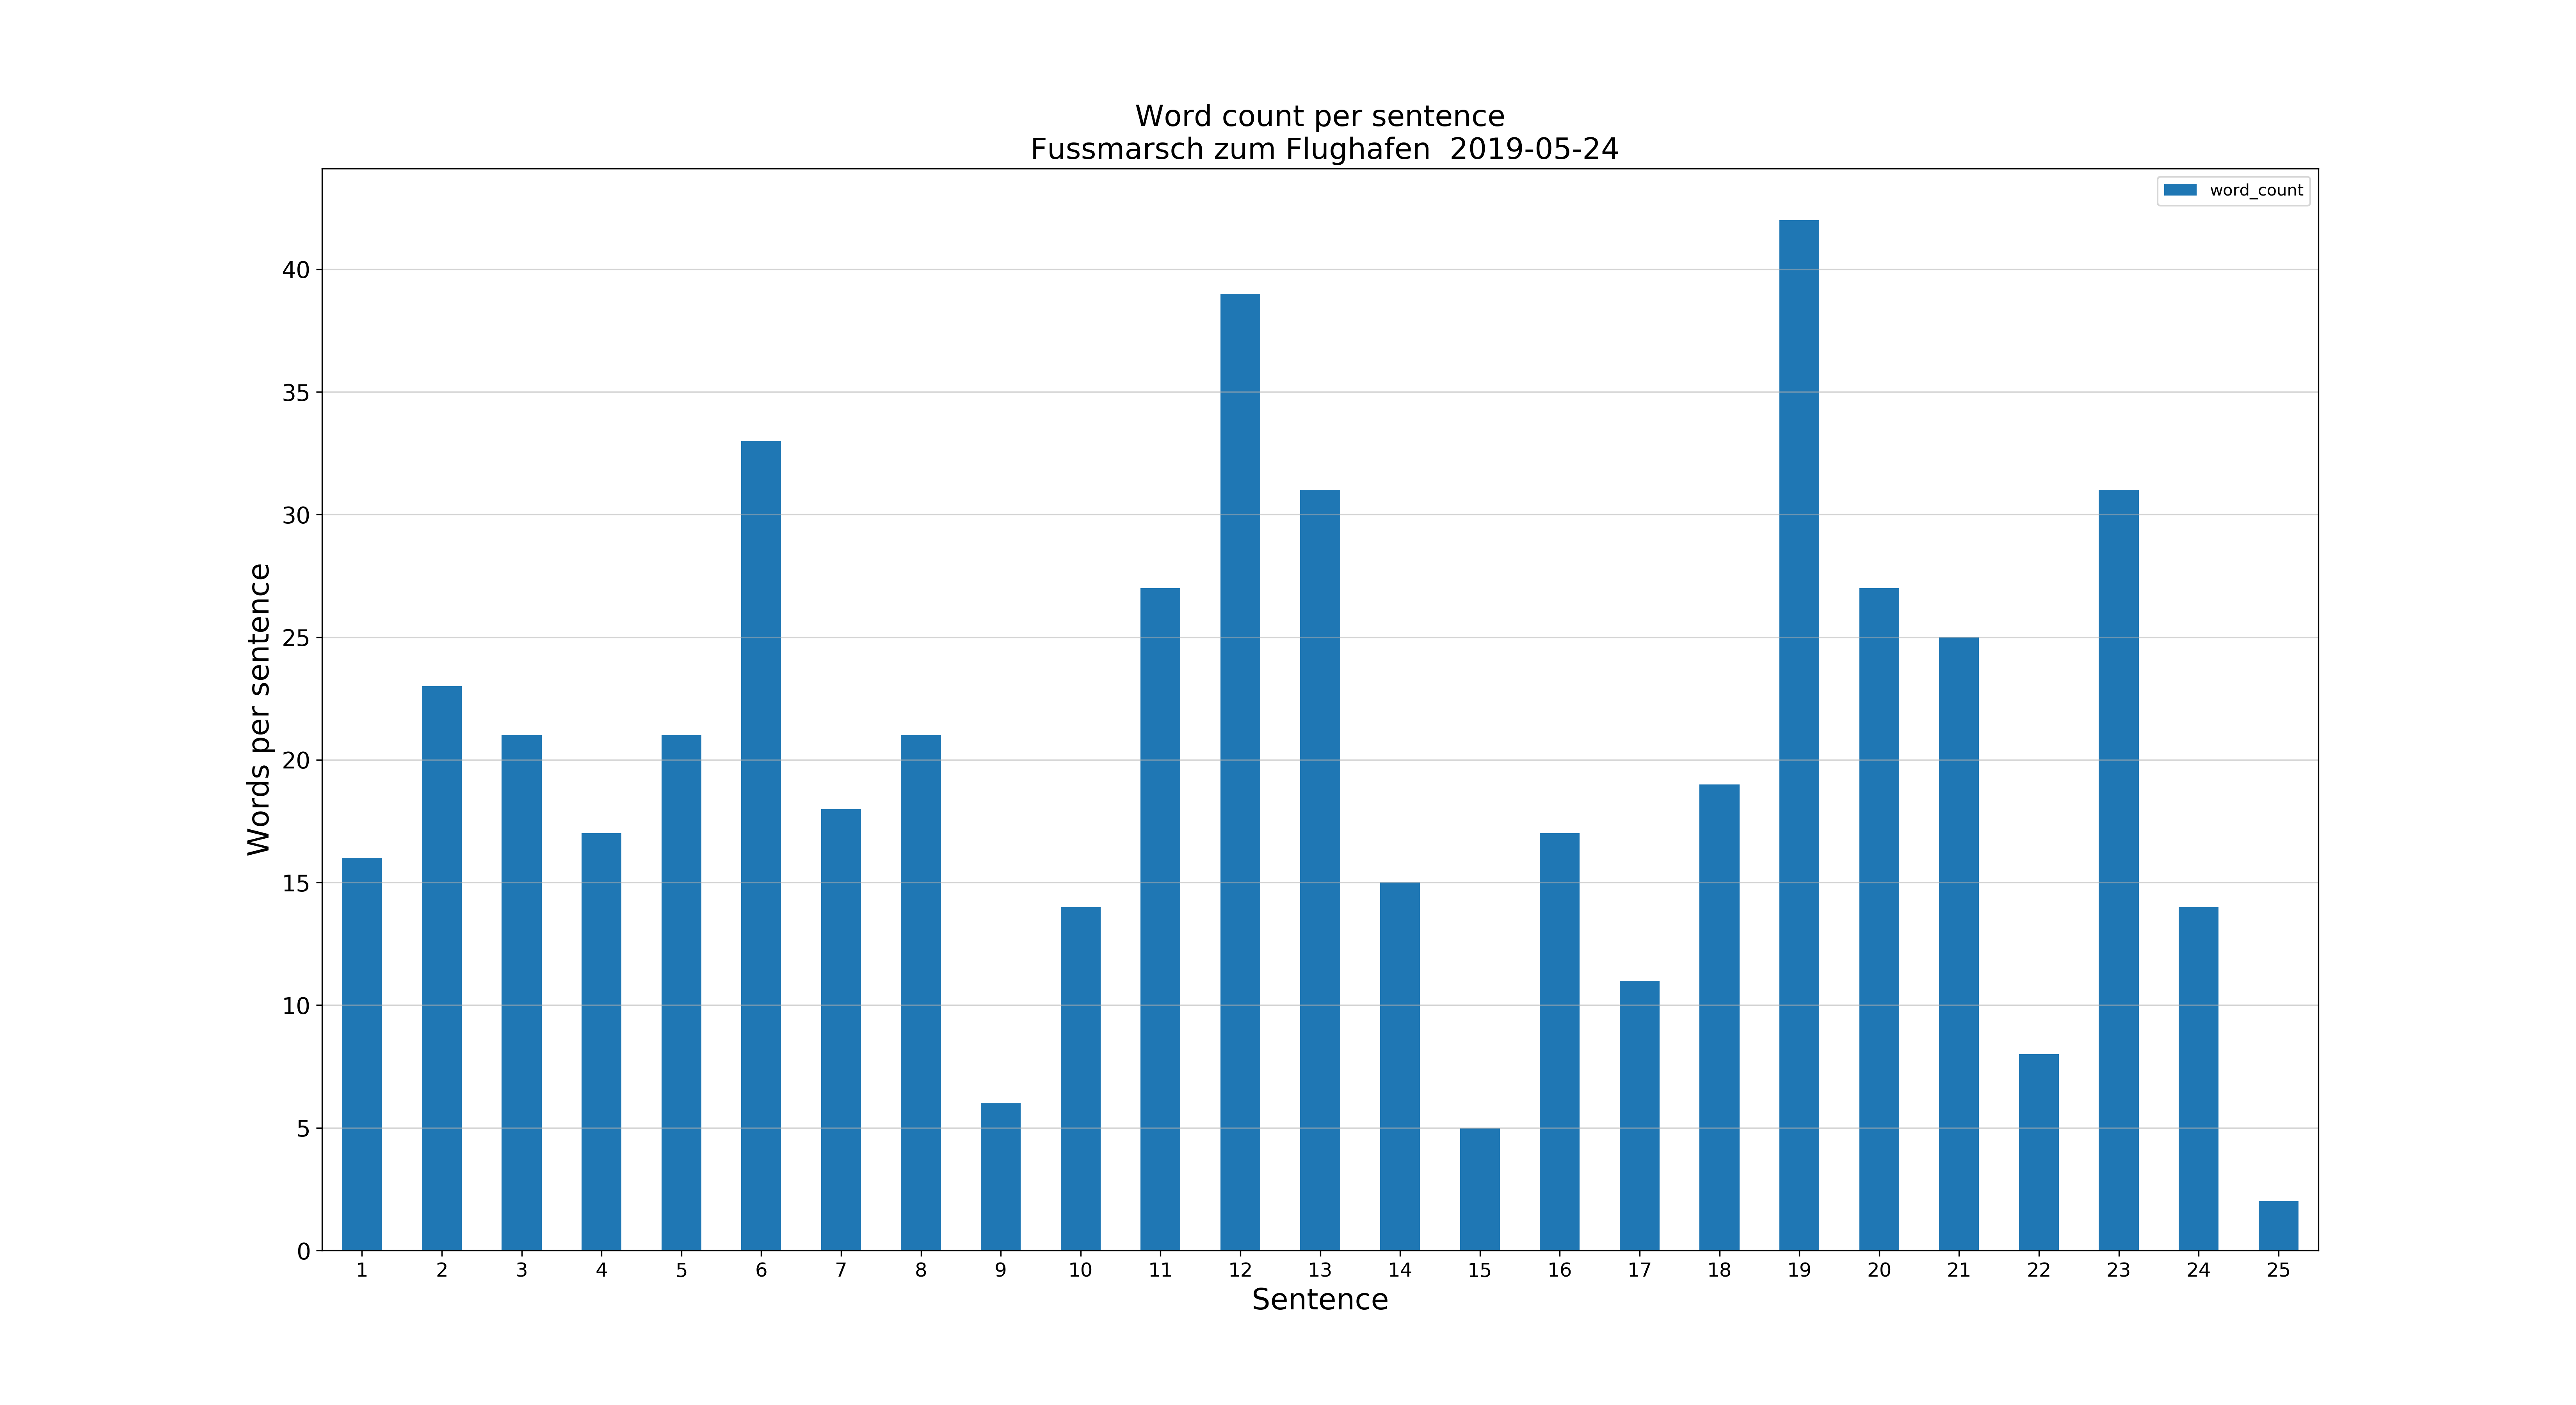 Word count per sentence
Fussmarsch zum Flughafen  2019-05-24
word_count
40
35
30
25
20
15
10
5
0
Words per sentence
1 2 3 4 5 6 7 8 9 10 11 12 13 14 15 16 17 18 19 20 21 22 23 24 25
Sentence